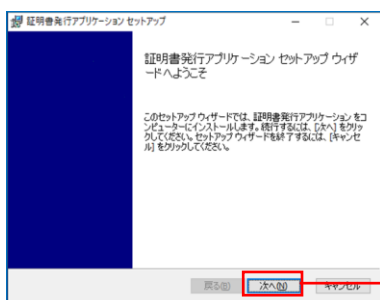 証明書発行アプリケーション セットアップ
証明書発行アプリケーション セットアップ ウィザ
ードへようこそ
このセットアップ ウィザードでは、証明書発行アプリケーション をコ
ンピューターにインストールします。続行するには、[次へ] をクリッ
クしてください。セットアップ ウィザードを終了するには、[キャンセ
ル] をクリックしてください。
戻る(B) 次へ(N) キャンセル